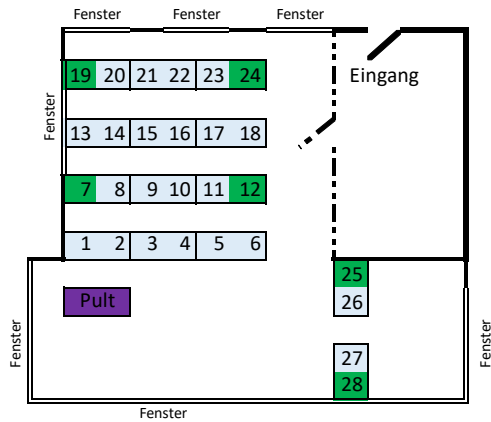 Fenster Fenster Fenster
19 20 21 22 23 24 Eingang
Fenster
13 14 15 16 17 18
7 8 9 10 11 12
1 2 3 4 5 6
25
Pult 26
Fenster Fenster
27
28
Fenster